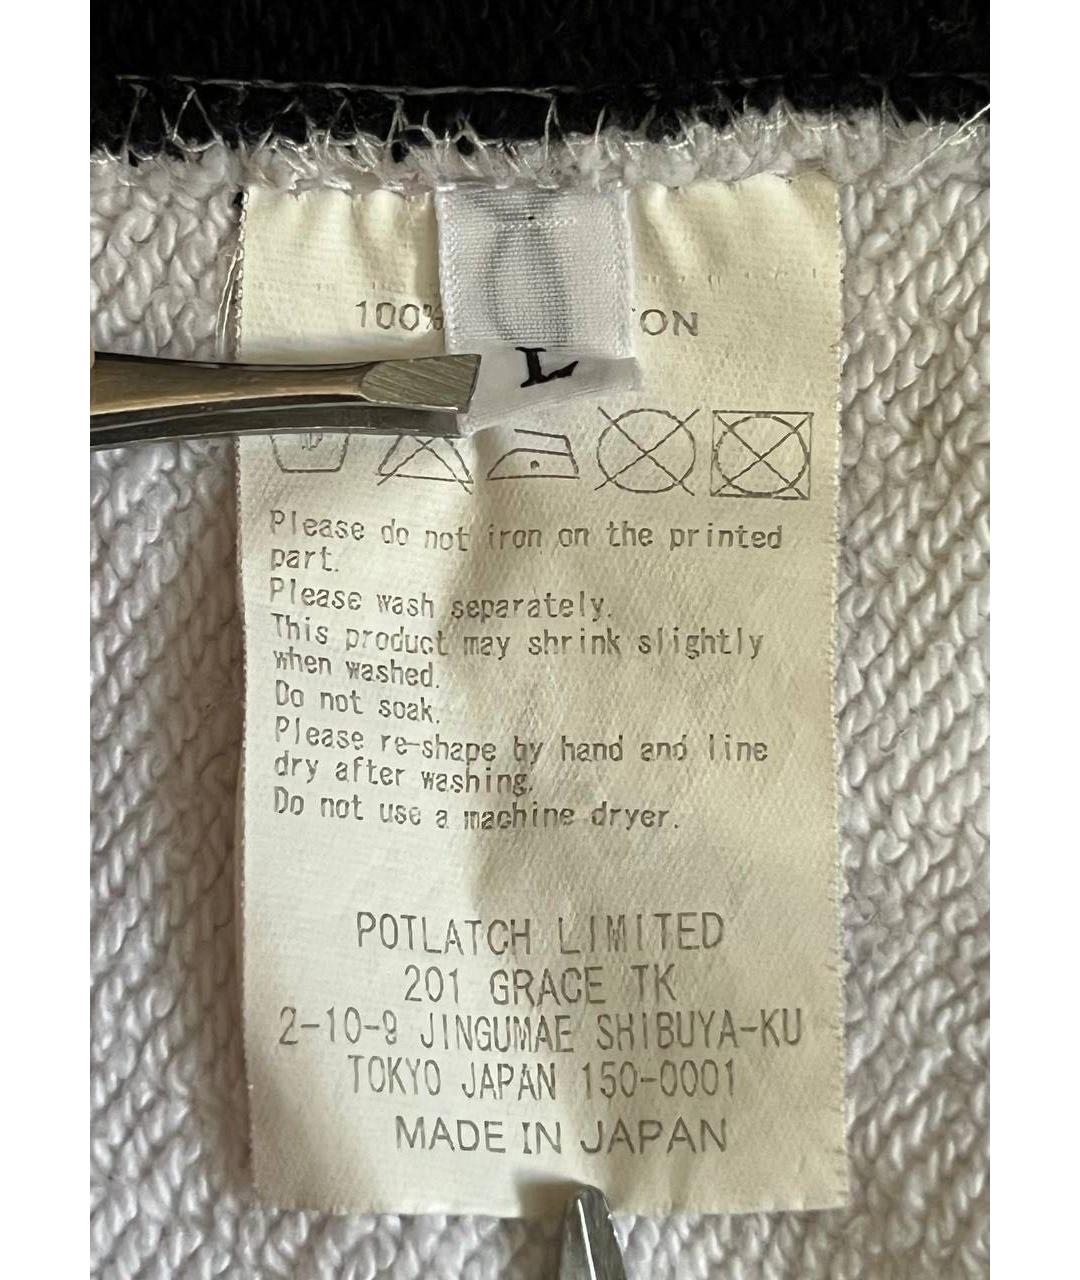 100% TON
L
Please do not iron on the printed
part.
Please wash separately.
This product may shrink slightly
when washed.
Do not soak.
Please re-shape by hand and line
dry after washing.
Do not use a machine dryer.
POTLATCH LIMITED
201 GRACE TK
2-10-9 JINGUMAE SHIBUYA-KU
TOKYO JAPAN 150-0001
MADE IN JAPAN